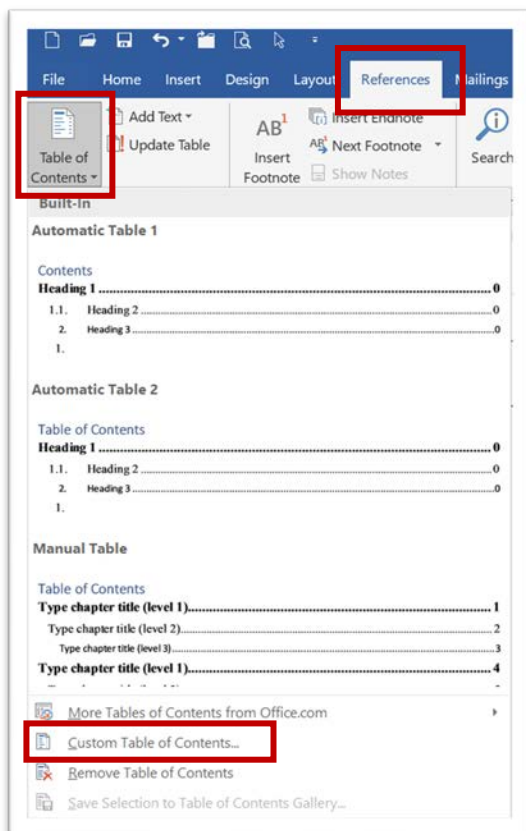 File Home Insert Design Layout References Mailings
Table of Contents
Add Text
Update Table
AB1
Insert Footnote
Insert Endnote
AB1 Next Footnote
Show Notes
Search
Built-In
Automatic Table 1
Contents
Heading 1 0
1.1. Heading 2 0
2. Heading 3 0
1.
Automatic Table 2
Table of Contents
Heading 1 0
1.1. Heading 2 0
2. Heading 3 0
1.
Manual Table
Table of Contents
Type chapter title (level 1) 1
Type chapter title (level 2) 2
Type chapter title (level 3) 3
Type chapter title (level 1) 4
More Tables of Contents from Office.com
Custom Table of Contents...
Remove Table of Contents
Save Selection to Table of Contents Gallery...